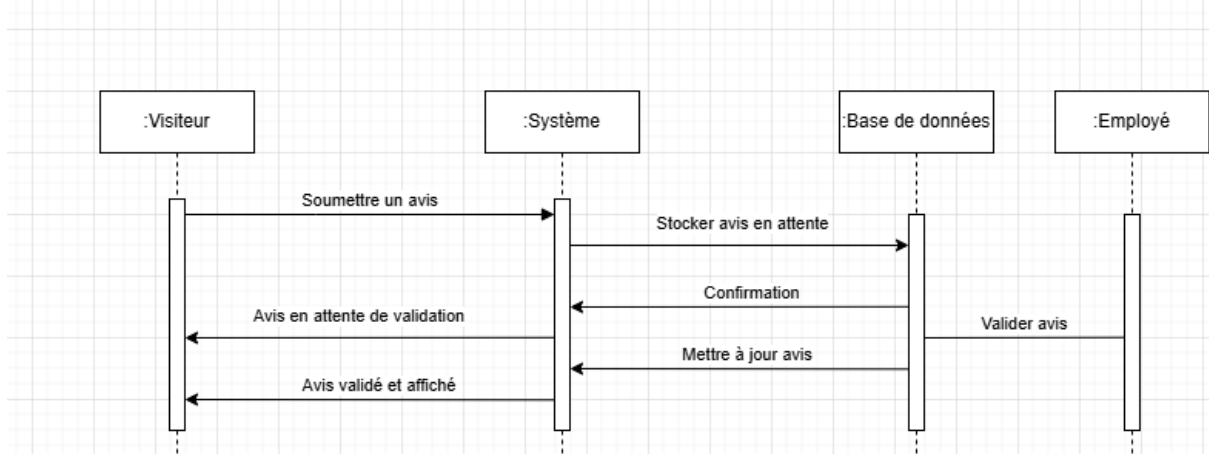 :Visiteur
:Système
:Base de données
:Employé
Soumettre un avis
Stocker avis en attente
Confirmation
Avis en attente de validation
Valider avis
Mettre à jour avis
Avis validé et affiché